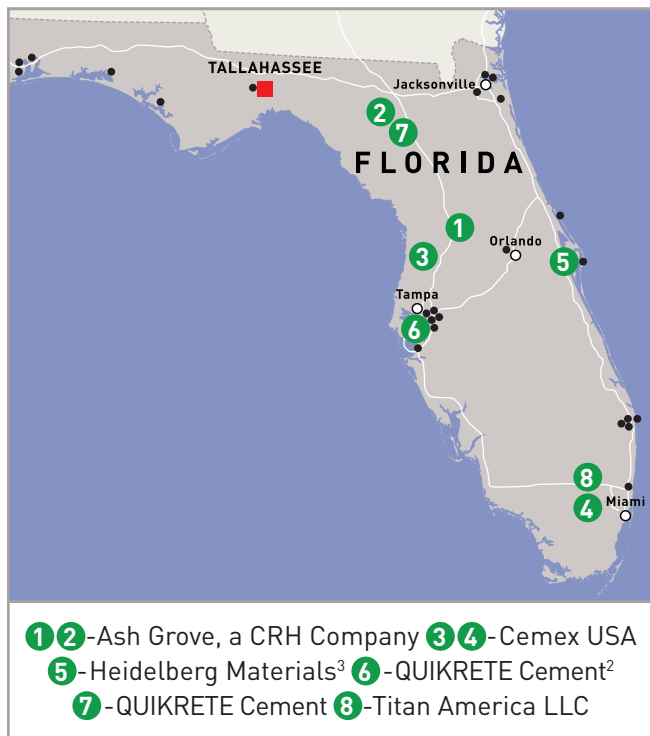 TALLAHASSEE
Jacksonville
2
7
FLORIDA
1
Orlando
3
5
Tampa
6
8
4 Miami
1 2-Ash Grove, a CRH Company 3 4-Cemex USA
5-Heidelberg Materials³ 6-QUIKRETE Cement²
7-QUIKRETE Cement 8-Titan America LLC